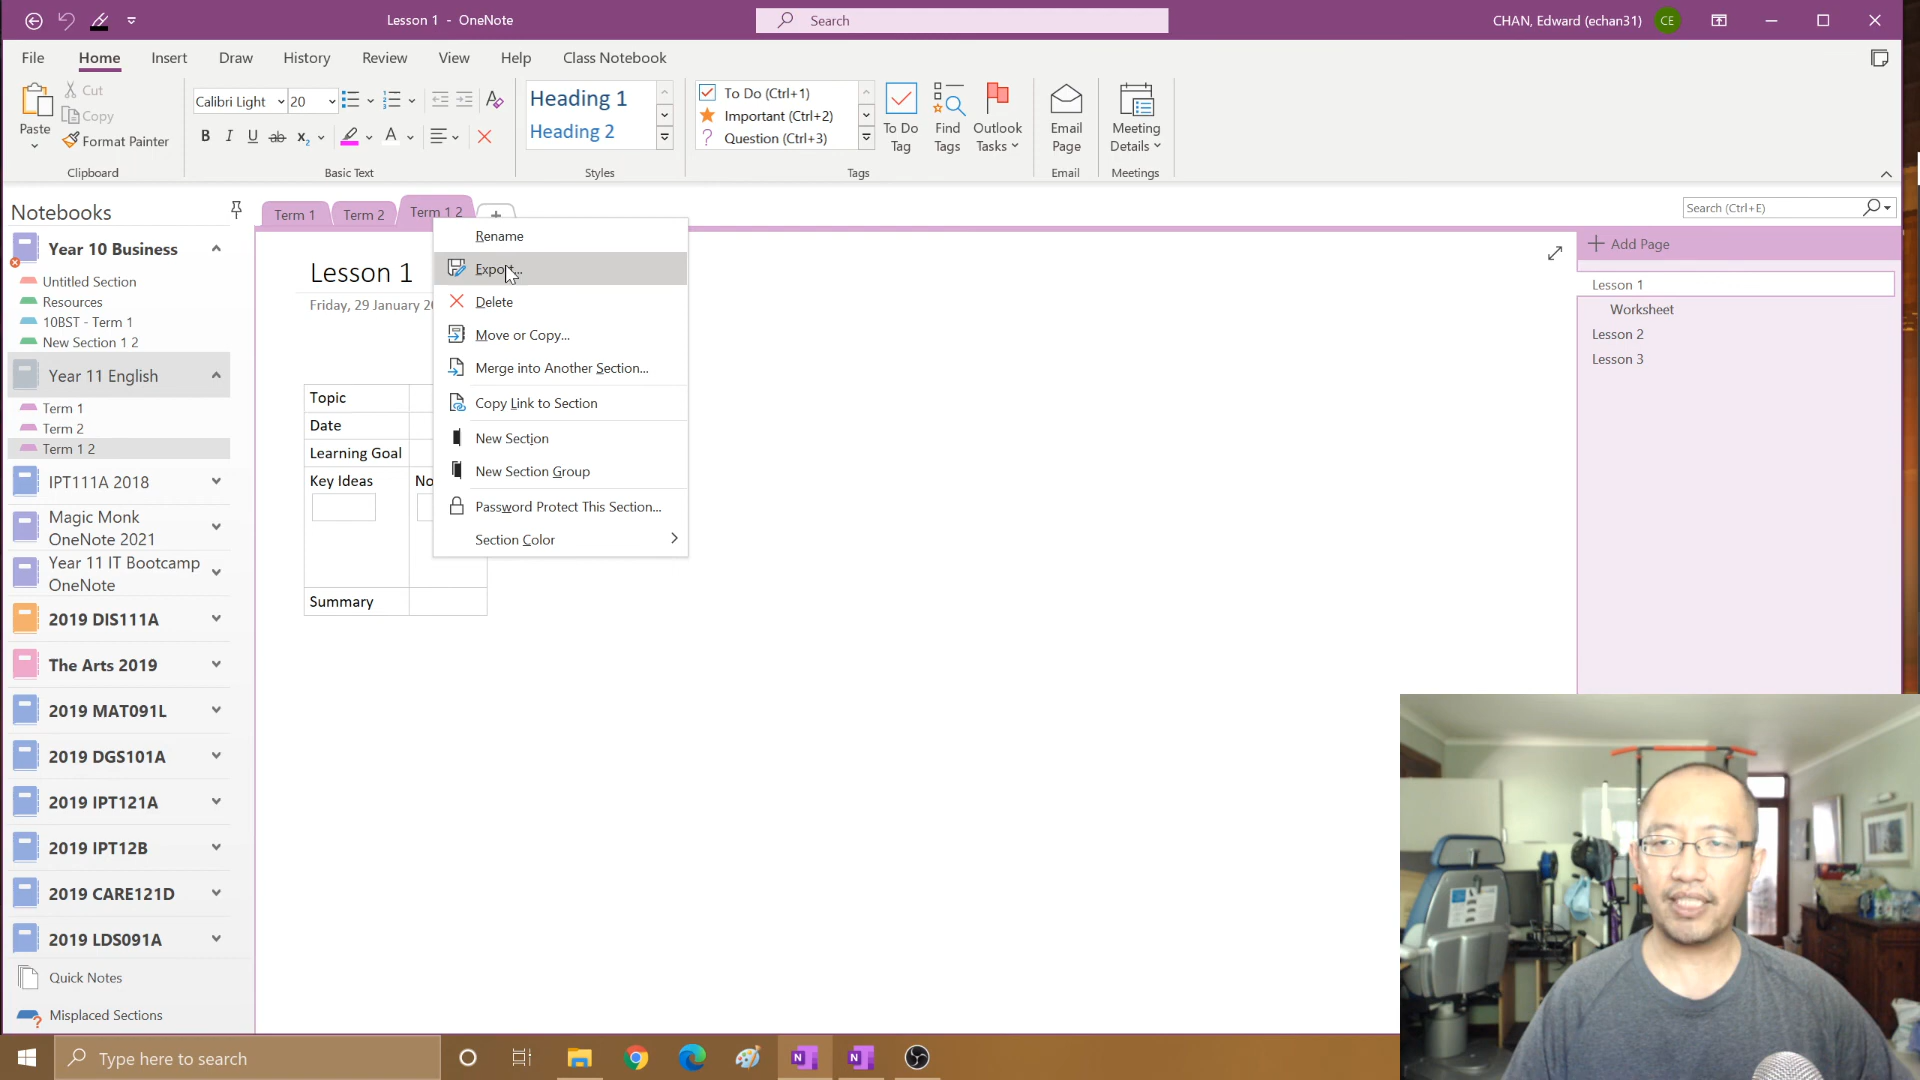 Lesson 1 - OneNote
Search
CHAN, Edward (echan31)
CE
File
Home
Insert
Draw
History
Review
View
Help
Class Notebook
Paste
Cut
Copy
Format Painter
Clipboard
Calibri Light
20
B I U ab x₂ A
Basic Text
Heading 1
Heading 2
Styles
To Do (Ctrl+1)
Important (Ctrl+2)
Question (Ctrl+3)
To Do
Tag
Find
Tags
Outlook
Tasks
Tags
Email
Page
Email
Meeting
Details
Meetings
Notebooks
Year 10 Business
Untitled Section
Resources
10BST - Term 1
New Section 1 2
Year 11 English
Term 1
Term 2
Term 1 2
IPT111A 2018
Magic Monk
OneNote 2021
Year 11 IT Bootcamp
OneNote
2019 DIS111A
The Arts 2019
2019 MAT091L
2019 DGS101A
2019 IPT121A
2019 IPT12B
2019 CARE121D
2019 LDS091A
Quick Notes
Misplaced Sections
Term 1
Term 2
Term 1 2
Search (Ctrl+E)
Lesson 1
Friday, 29 January 2
Topic
Date
Learning Goal
Key Ideas
No
Summary
Rename
Export...
Delete
Move or Copy...
Merge into Another Section...
Copy Link to Section
New Section
New Section Group
Password Protect This Section...
Section Color
Add Page
Lesson 1
Worksheet
Lesson 2
Lesson 3
Type here to search